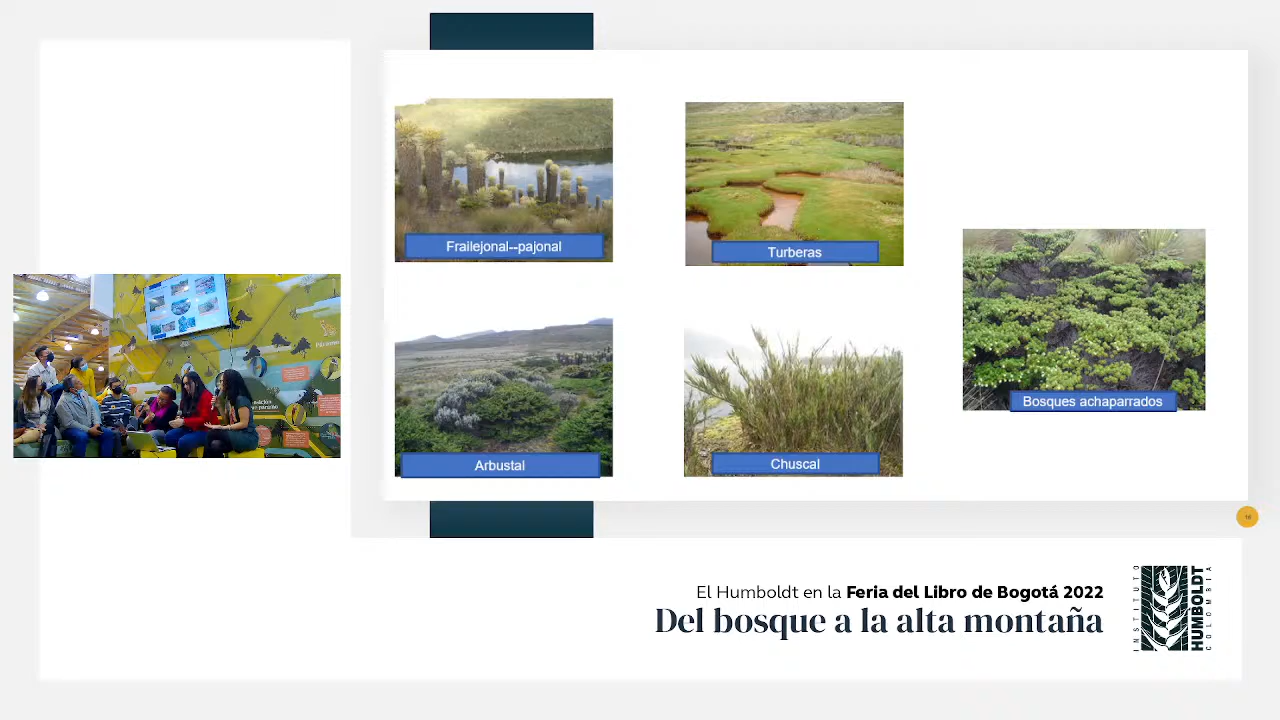 Frailejonal--pajonal
Turberas
Bosques achaparrados
Arbustal
Chuscal
El Humboldt en la Feria del Libro de Bogotá 2022
Del bosque a la alta montaña
INSTITUTO
HUMBOLDT
COLOMBIA